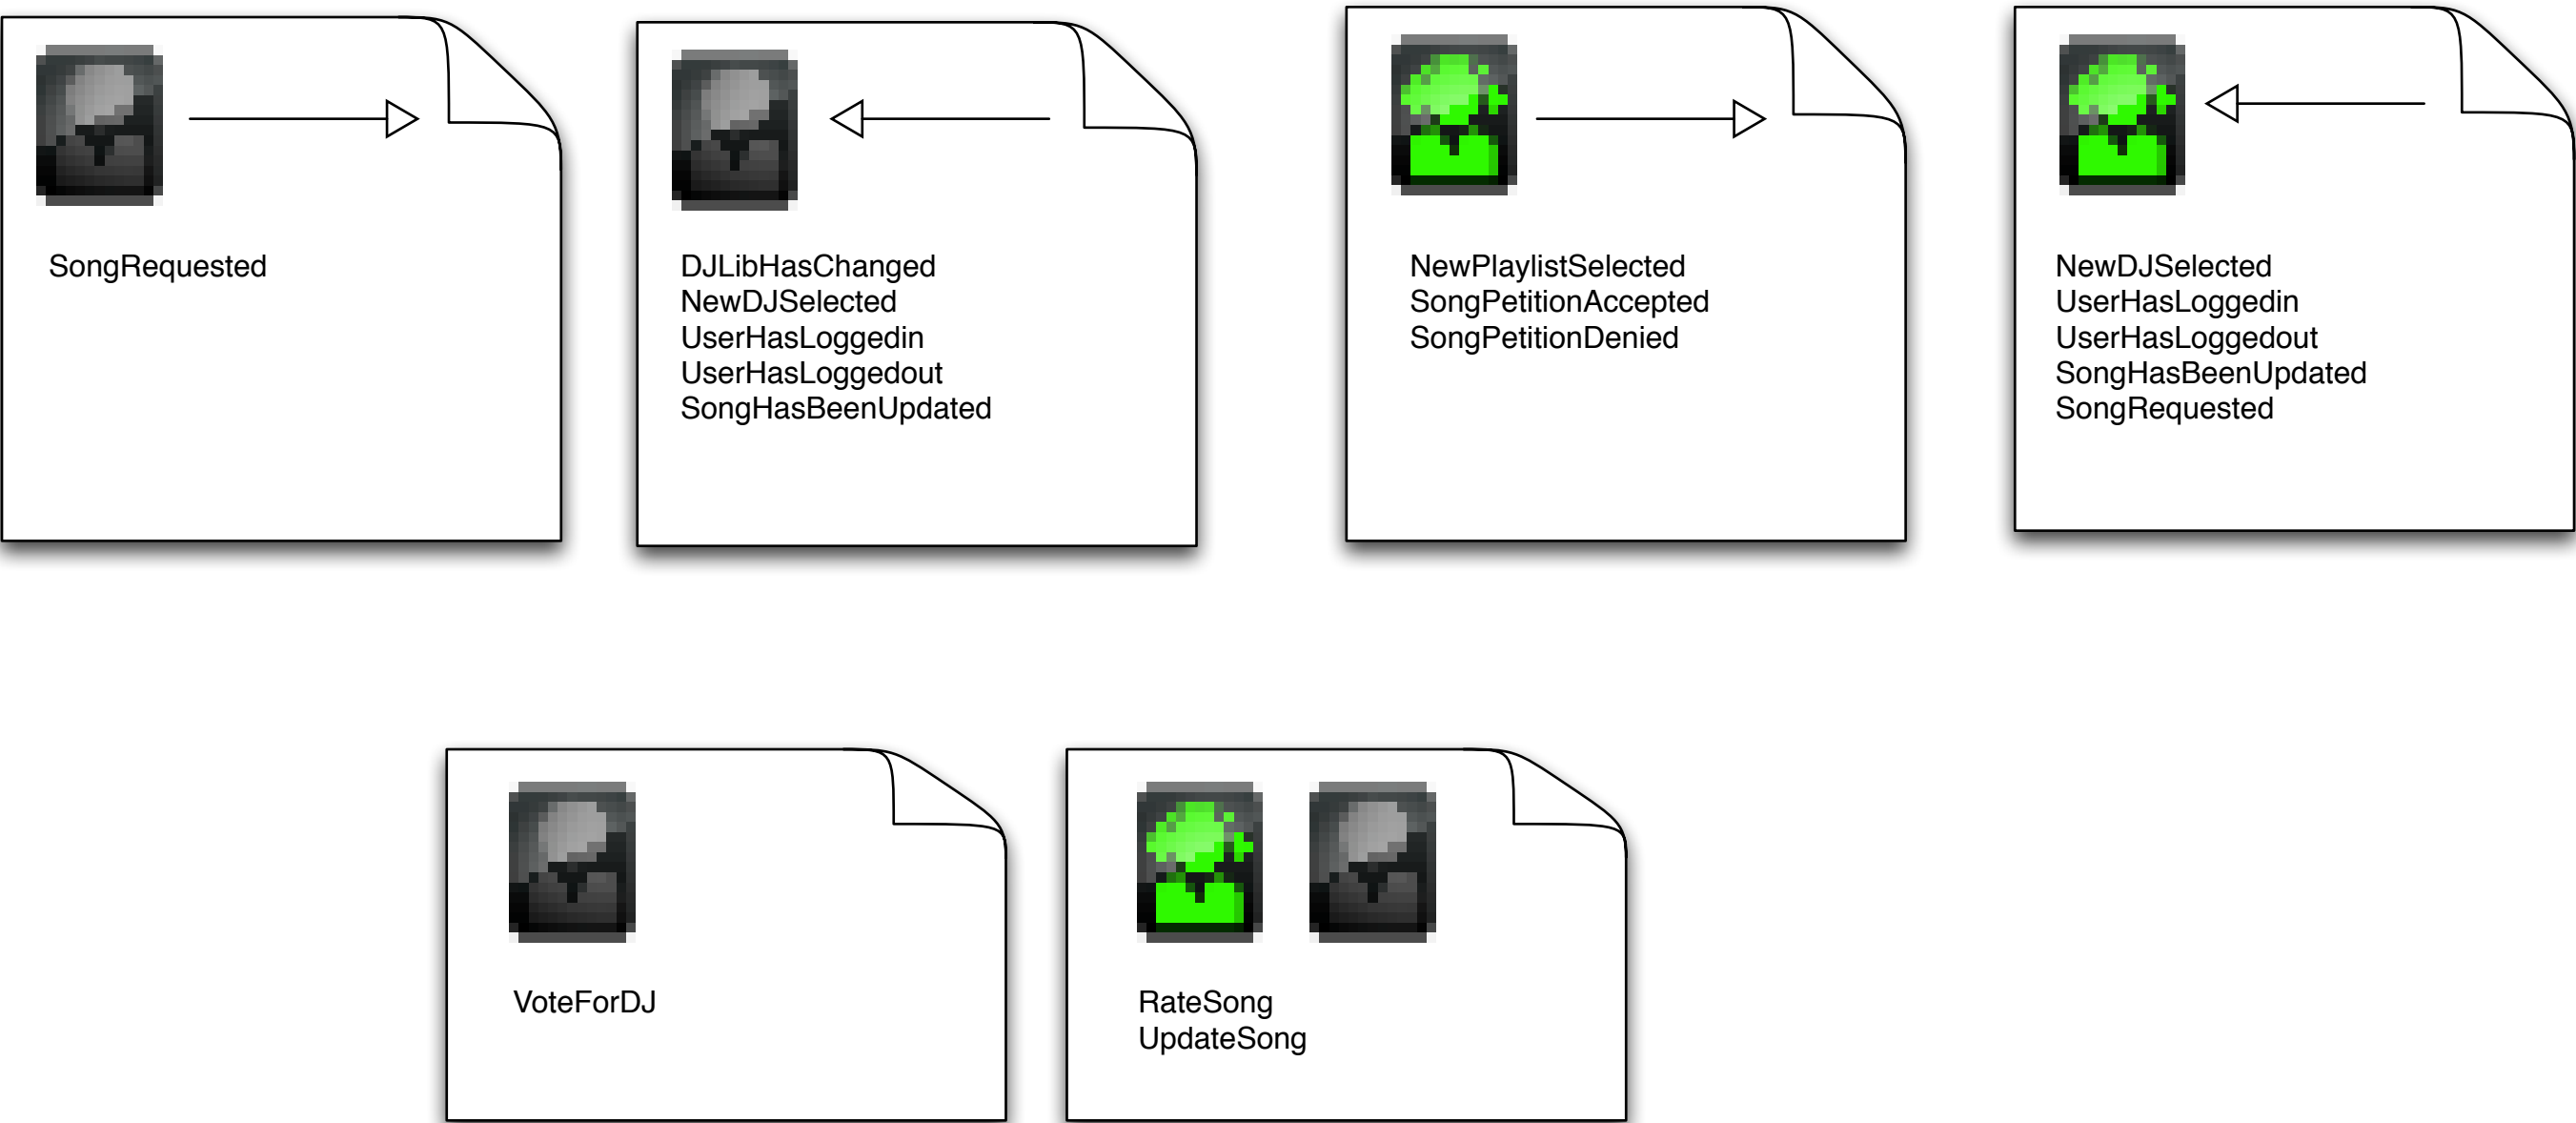 SongRequested
DJLibHasChanged
NewDJSelected
UserHasLoggedin
UserHasLoggedout
SongHasBeenUpdated
NewPlaylistSelected
SongPetitionAccepted
SongPetitionDenied
NewDJSelected
UserHasLoggedin
UserHasLoggedout
SongHasBeenUpdated
SongRequested
VoteForDJ
RateSong
UpdateSong